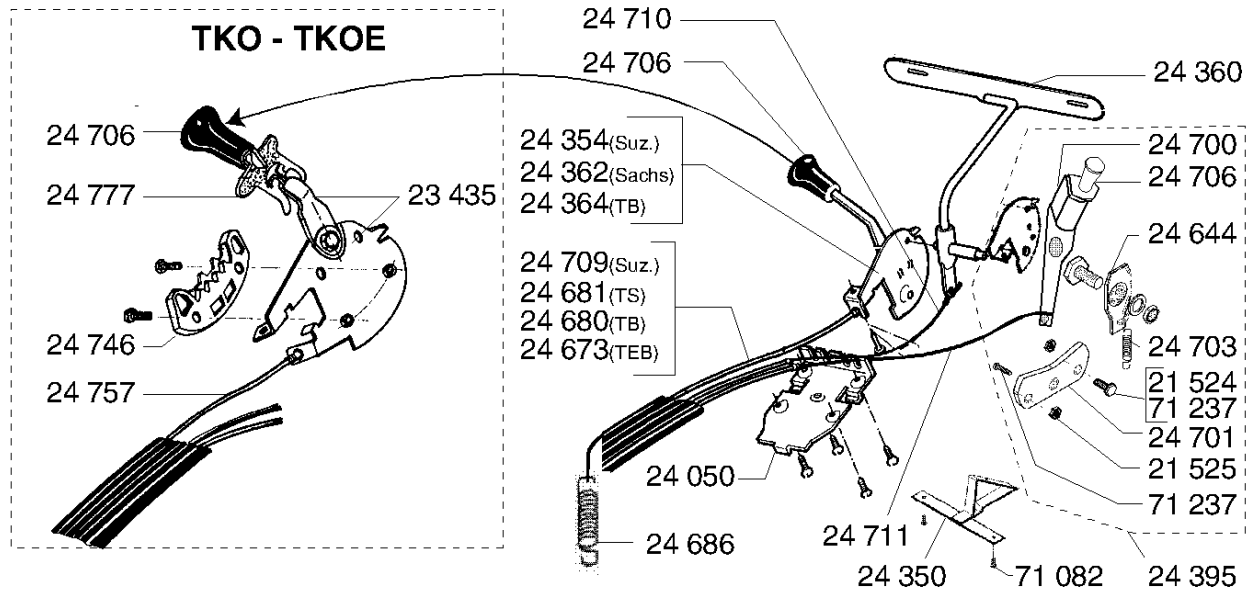 TKO - TKOE
24 706
24 777
23 435
24 746
24 757
24 710
24 706
24 354(Suz.)
24 362(Sachs)
24 364(TB)
24 709(Suz.)
24 681(TS)
24 680(TB)
24 673(TEB)
24 050
24 686
24 711
24 350
71 082
24 360
24 700
24 706
24 644
24 703
21 524
71 237
24 701
21 525
71 237
24 395